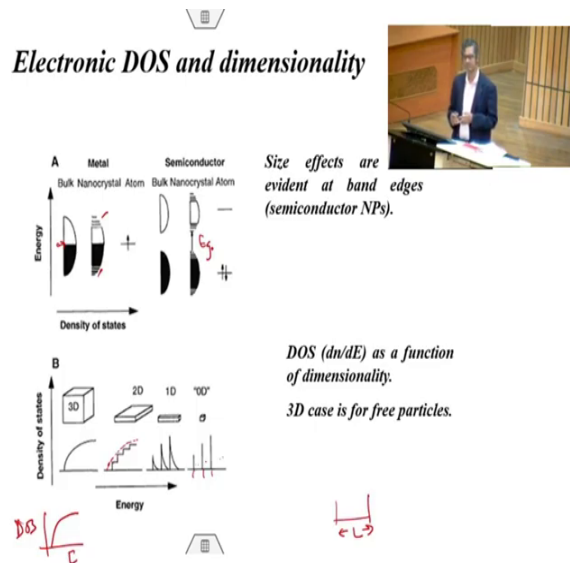 Electronic DOS and dimensionality
A
Metal
Semiconductor
Bulk Nanocrystal Atom
Bulk Nanocrystal Atom
Energy
Eg.
Density of states
Size effects are
evident at band edges
(semiconductor NPs).
B
3D
2D
1D
"0D"
Density of states
Energy
DOS (dn/dE) as a function
of dimensionality.
3D case is for free particles.
DOS
E
L